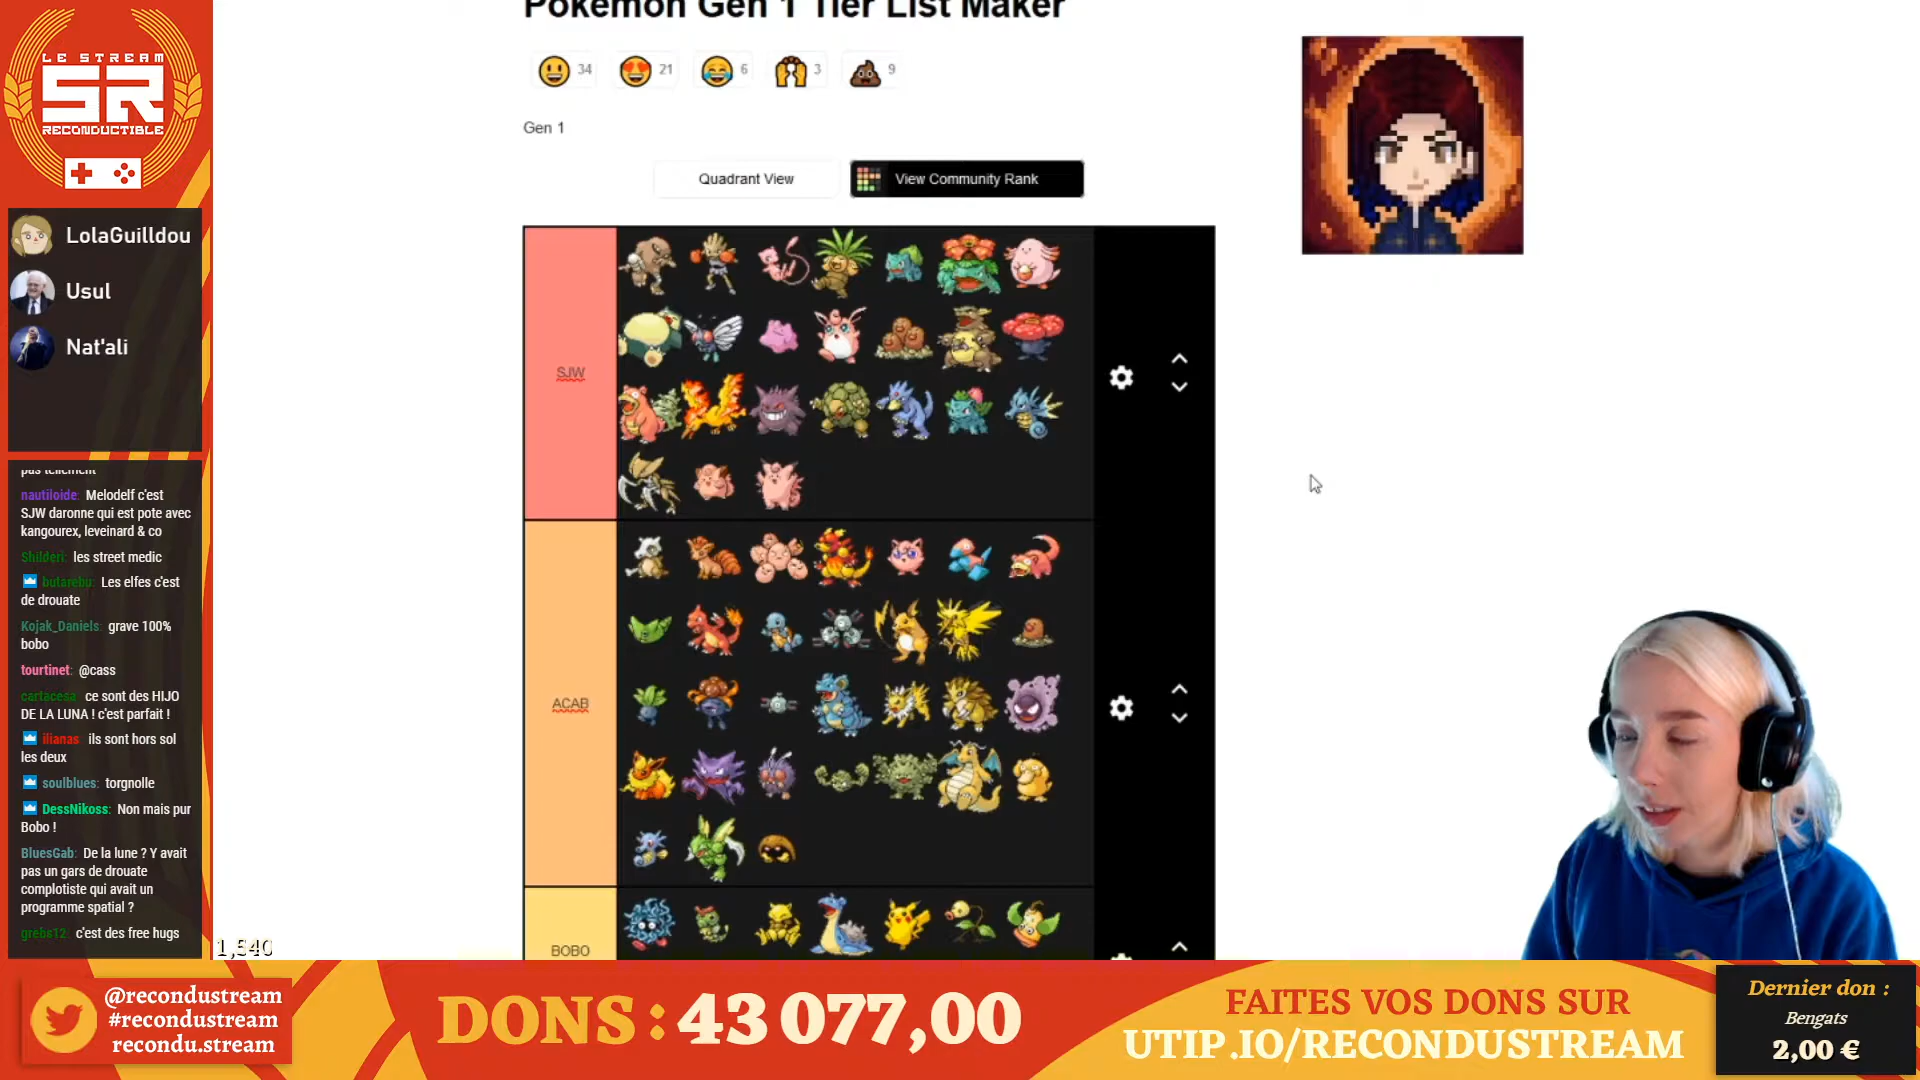 LE STREAM
SR
RECONDUCTIBLE
LolaGuilldou
Usul
Nat'ali
pas tellement
nautiloide: Melodelf c'est
SJW daronne qui est pote avec
kangourex, leveinard & co
Shilderi: les street medic
butarebu: Les elfes c'est
de drouate
Kojak_Daniels: grave 100%
bobo
tourtinet: @cass
cartacesa: ce sont des HIJO
DE LA LUNA ! c'est parfait !
ilianas: ils sont hors sol
les deux
soulblues: torgnolle
DessNikoss: Non mais pur
Bobo !
BluesGab: De la lune ? Y avait
pas un gars de drouate
complotiste qui avait un
programme spatial ?
grebs12: c'est des free hugs
1,540
Pokemon Gen 1 Tier List Maker
34
21
6
3
9
Gen 1
Quadrant View
View Community Rank
SJW
ACAB
BOBO
@recondustream
#recondustream
recondu.stream
DONS : 43 077,00
FAITES VOS DONS SUR
UTIP.IO/RECONDUSTREAM
Dernier don :
Bengats
2,00 €